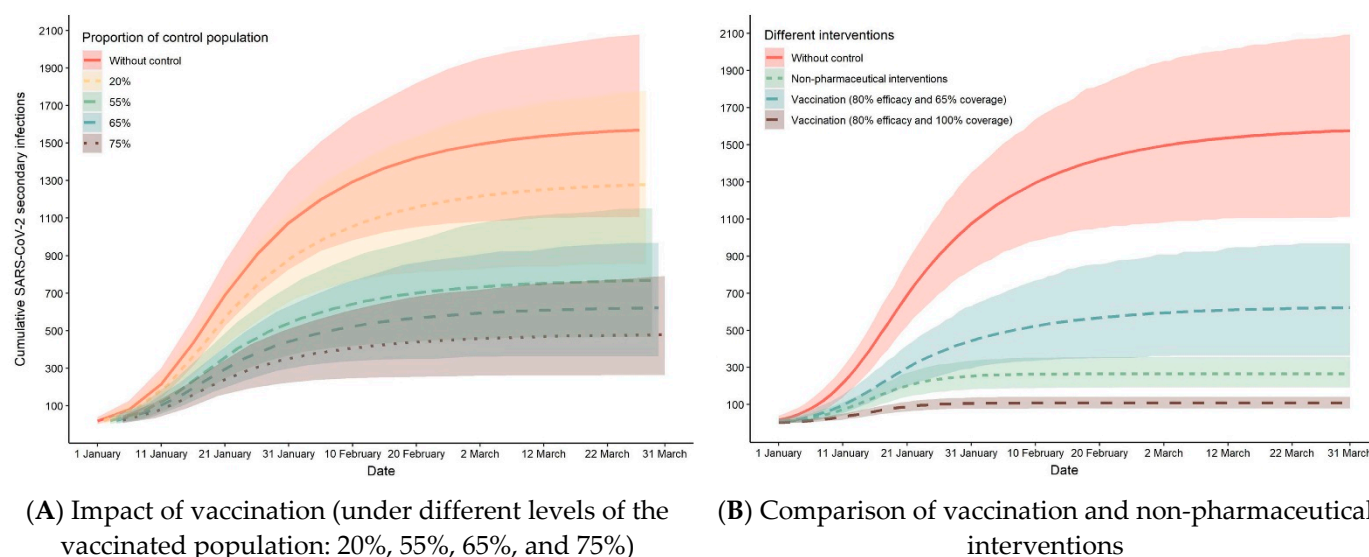 Proportion of control population
Without control
20%
55%
65%
75%
Cumulative SARS-CoV-2 secondary infections
2100
1900
1700
1500
1300
1100
900
700
500
300
100
1 January 11 January 21 January 31 January 10 February 20 February 2 March 12 March 22 March 31 March
Date
(A) Impact of vaccination (under different levels of the
vaccinated population: 20%, 55%, 65%, and 75%)
Different interventions
Without control
Non-pharmaceutical interventions
Vaccination (80% efficacy and 65% coverage)
Vaccination (80% efficacy and 100% coverage)
2100
1900
1700
1500
1300
1100
900
700
500
300
100
1 January 11 January 21 January 31 January 10 February 20 February 2 March 12 March 22 March 31 March
Date
(B) Comparison of vaccination and non-pharmaceutical
interventions